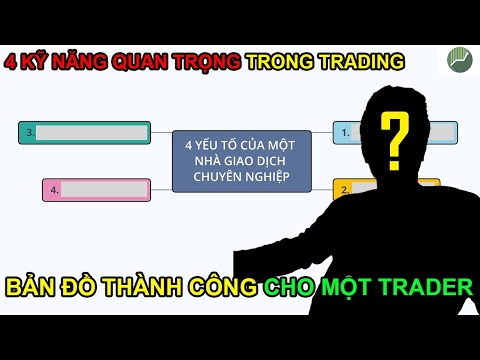 4 KỸ NĂNG QUAN TRỌNG TRONG TRADING
3.
4 YẾU TỐ CỦA MỘT
NHÀ GIAO DỊCH
CHUYÊN NGHIỆP
1.
4.
2.
?
BẢN ĐỒ THÀNH CÔNG CHO MỘT TRADER